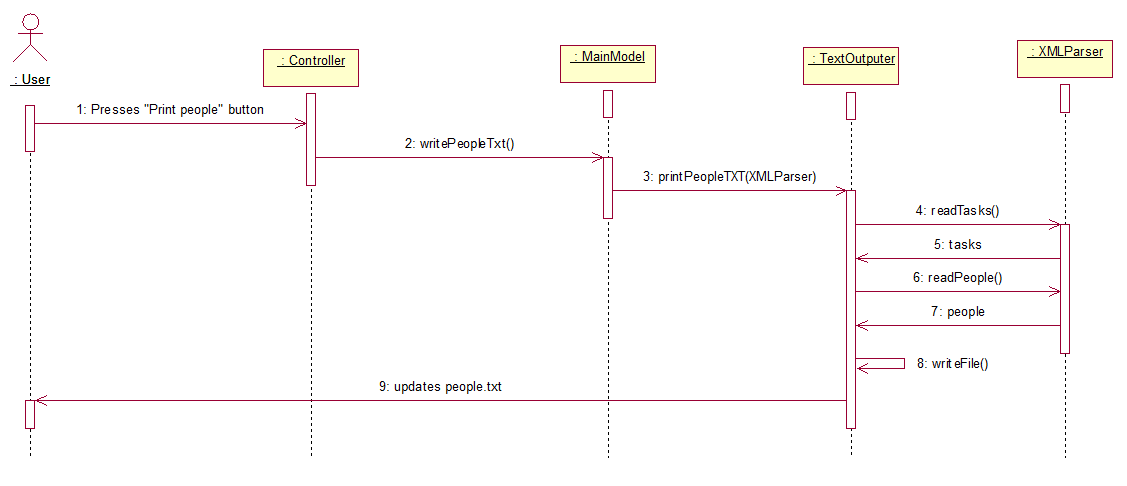 : User
: Controller
: MainModel
: TextOutputer
: XMLParser
1: Presses "Print people" button
2: writePeopleTxt()
3: printPeopleTXT(XMLParser)
4: readTasks()
5: tasks
6: readPeople()
7: people
8: writeFile()
9: updates people.txt